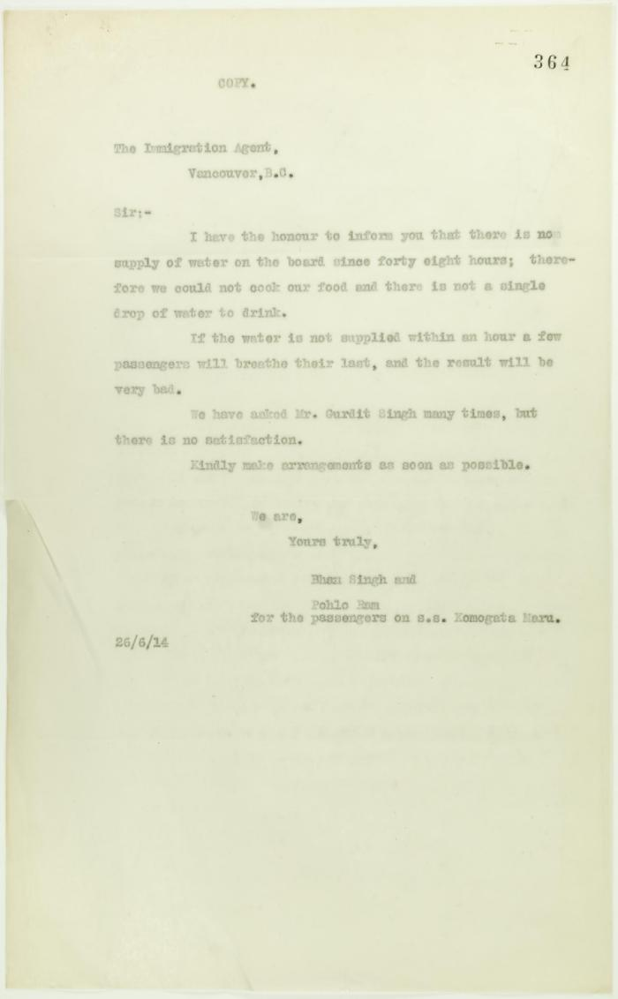 364
COPY.
The Immigration Agent,
Vancouver,B.C.
Sir:-
I have the honour to inform you that there is no
supply of water on the board since forty eight hours; there-
fore we could not cook our food and there is not a single
drop of water to drink.
If the water is not supplied within an hour a few
passengers will breathe their last, and the result will be
very bad.
We have asked Mr. Gurdit Singh many times, but
there is no satisfaction.
Kindly make arrangements as soon as possible.
We are,
Yours truly,
Bhan Singh and
Pohlo Ram
for the passengers on s.s. Komogata Maru.
26/6/14